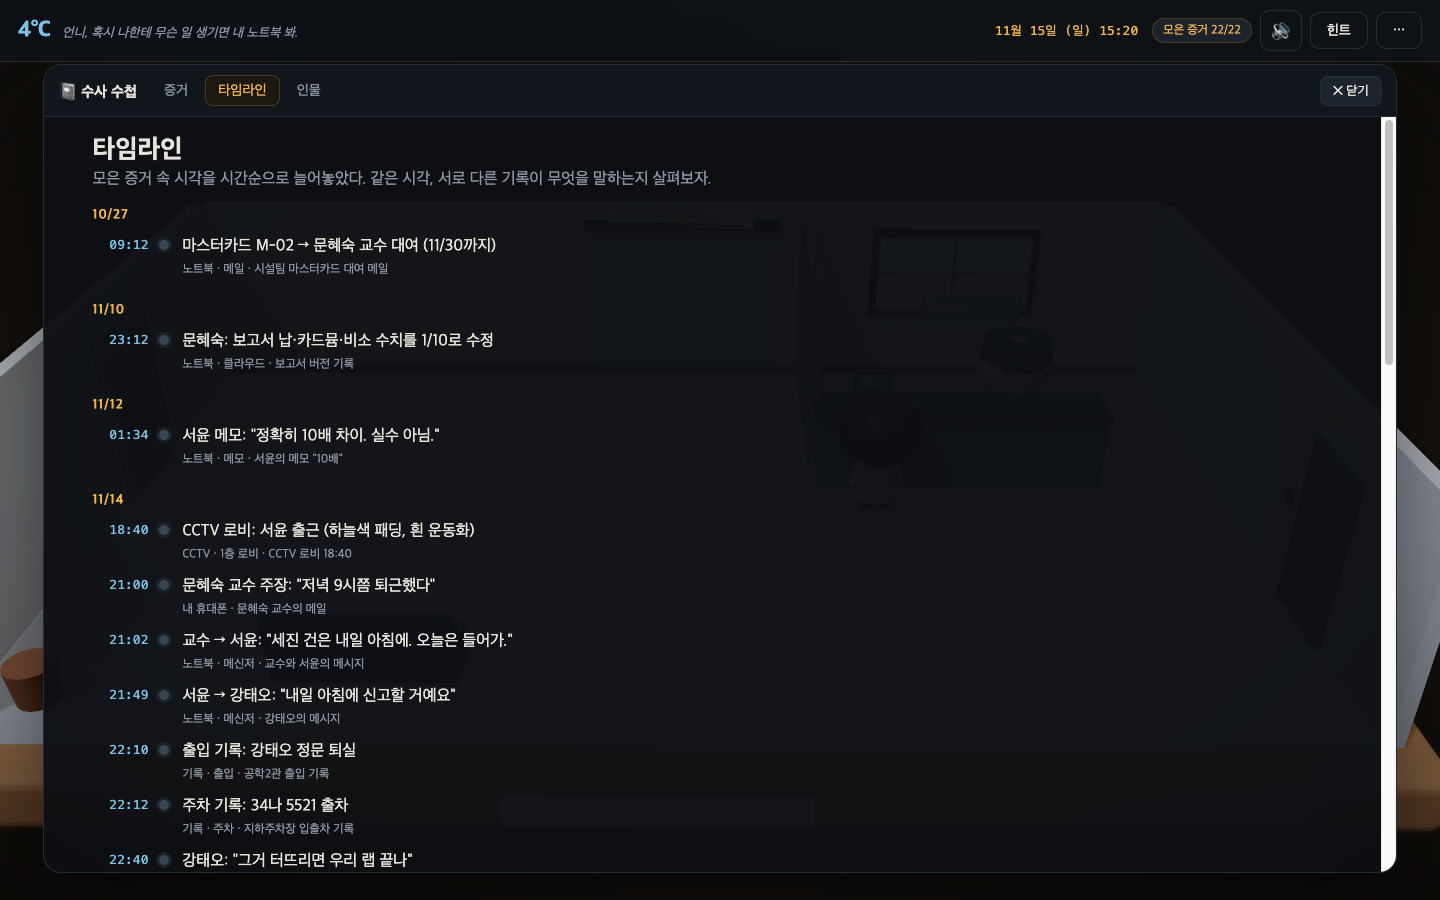 4°C 언니, 혹시 나한테 무슨 일 생기면 내 노트북 봐.
11월 15일 (일) 15:20 모은 증거 22/22 힌트 ···
수사 수첩 증거 타임라인 인물 ✕ 닫기
타임라인
모은 증거 속 시각을 시간순으로 늘어놓았다. 같은 시각, 서로 다른 기록이 무엇을 말하는지 살펴보자.
10/27
09:12 마스터카드 M-02 → 문혜숙 교수 대여 (11/30까지)
노트북 · 메일 · 시설팀 마스터카드 대여 메일
11/10
23:12 문혜숙: 보고서 납·카드뮴·비소 수치를 1/10로 수정
노트북 · 클라우드 · 보고서 버전 기록
11/12
01:34 서윤 메모: "정확히 10배 차이. 실수 아님."
노트북 · 메모 · 서윤의 메모 "10배"
11/14
18:40 CCTV 로비: 서윤 출근 (하늘색 패딩, 흰 운동화)
CCTV · 1층 로비 · CCTV 로비 18:40
21:00 문혜숙 교수 주장: "저녁 9시쯤 퇴근했다"
내 휴대폰 · 문혜숙 교수의 메일
21:02 교수 → 서윤: "세진 건은 내일 아침에. 오늘은 들어가."
노트북 · 메신저 · 교수와 서윤의 메시지
21:49 서윤 → 강태오: "내일 아침에 신고할 거예요"
노트북 · 메신저 · 강태오의 메시지
22:10 출입 기록: 강태오 정문 퇴실
기록 · 출입 · 공학2관 출입 기록
22:12 주차 기록: 34나 5521 출차
기록 · 주차 · 지하주차장 입출차 기록
22:40 강태오: "그거 터뜨리면 우리 랩 끝나"